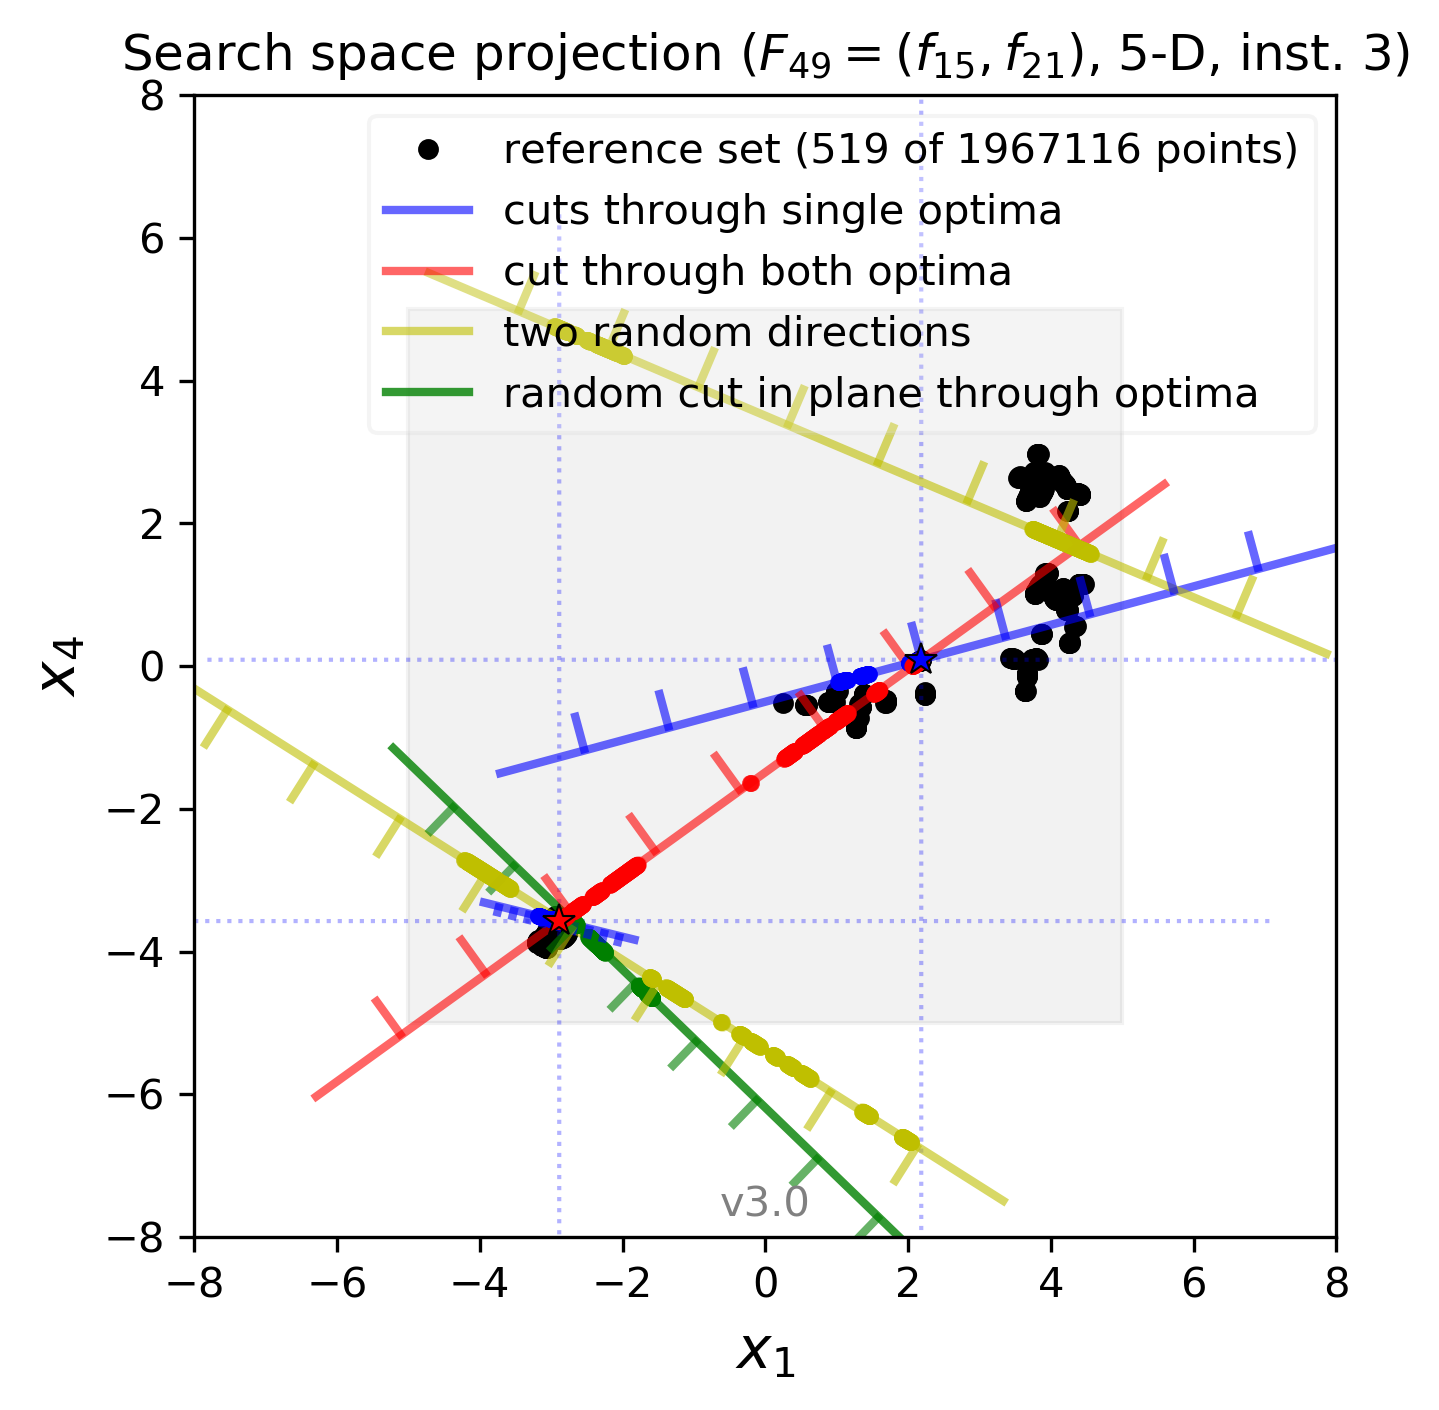 Search space projection (F49 = (f15, f21), 5-D, inst. 3)
reference set (519 of 1967116 points)
cuts through single optima
cut through both optima
two random directions
random cut in plane through optima
8
6
4
2
0
−2
−4
−6
−8
x4
v3.0
−8 −6 −4 −2 0 2 4 6 8
x1